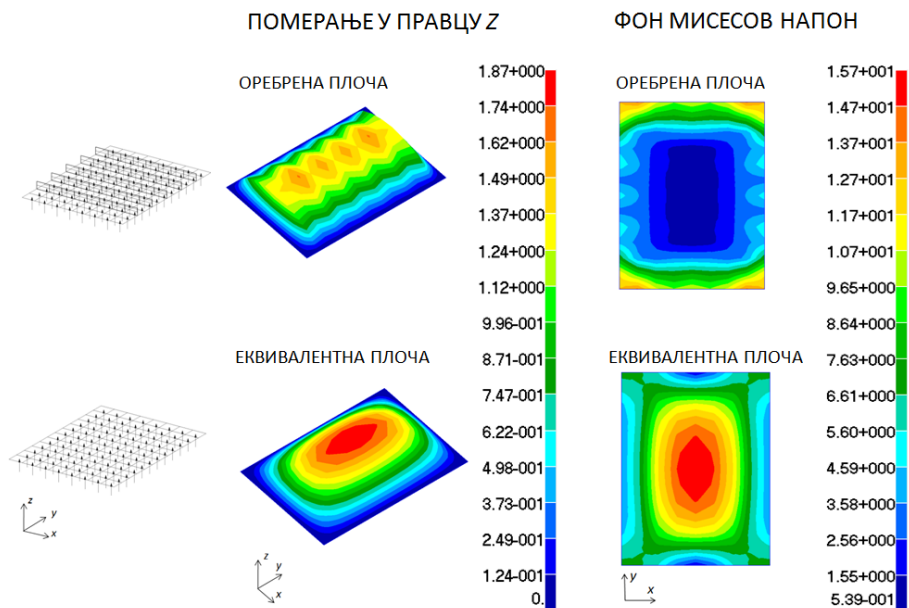 ПОМЕРАЊЕ У ПРАВЦУ Z
ФОН МИСЕСОВ НАПОН
ОРЕБРЕНА ПЛОЧА
1.87+000
1.74+000
1.62+000
1.49+000
1.37+000
1.24+000
1.12+000
9.96-001
8.71-001
7.47-001
6.22-001
4.98-001
3.73-001
2.49-001
1.24-001
0.
ОРЕБРЕНА ПЛОЧА
1.57+001
1.47+001
1.37+001
1.27+001
1.17+001
1.07+001
9.65+000
8.64+000
7.63+000
6.61+000
5.60+000
4.59+000
3.58+000
2.56+000
1.55+000
5.39-001
ЕКВИВАЛЕНТНА ПЛОЧА
ЕКВИВАЛЕНТНА ПЛОЧА
z
y
x
z
y
x
y
x